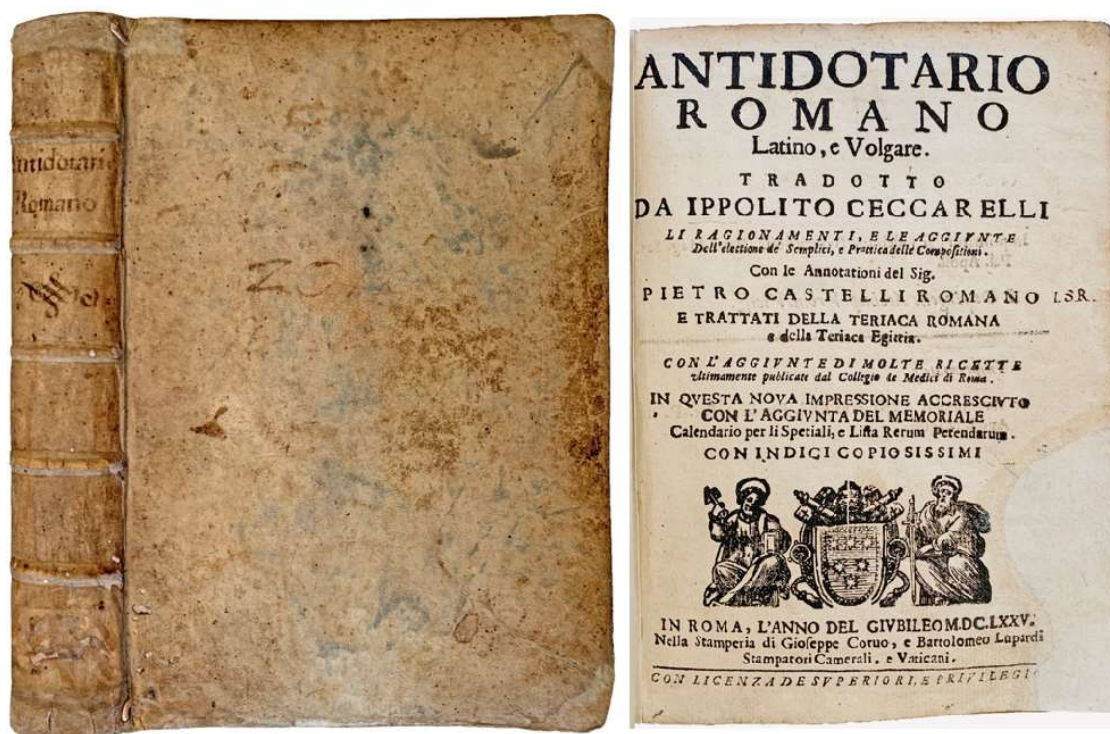 Antidotario
Romano
ANTIDOTARIO
ROMANO
Latino, e Volgare.
TRADOTTO
DA IPPOLITO CECCARELLI
LI RAGIONAMENTI, E LE AGGIVNTE
Dell'elettione de' Semplici, e Prattica delle Compositioni.
Con le Annotationi del Sig.
PIETRO CASTELLI ROMANO
E TRATTATI DELLA TERIACA ROMANA
e della Teriaca Egittia.
CON L'AGGIVNTE DI MOLTE RICETTE
vltimamente publicate dal Collegio de Medici di Roma.
IN QVESTA NOVA IMPRESSIONE ACCRESCIVTO
CON L'AGGIVNTA DEL MEMORIALE
Calendario per li Spetiali, e Lista Rerum Petendarum.
CON INDICI COPIOSISSIMI
IN ROMA, L'ANNO DEL GIVBILEO M.DC.LXXV.
Nella Stamperia di Gioseppe Coruo, e Bartolomeo Lupardi
Stampatori Camerali. e Vaticani.
CON LICENZA DE SVPERIORI, E PRIVILEGIO